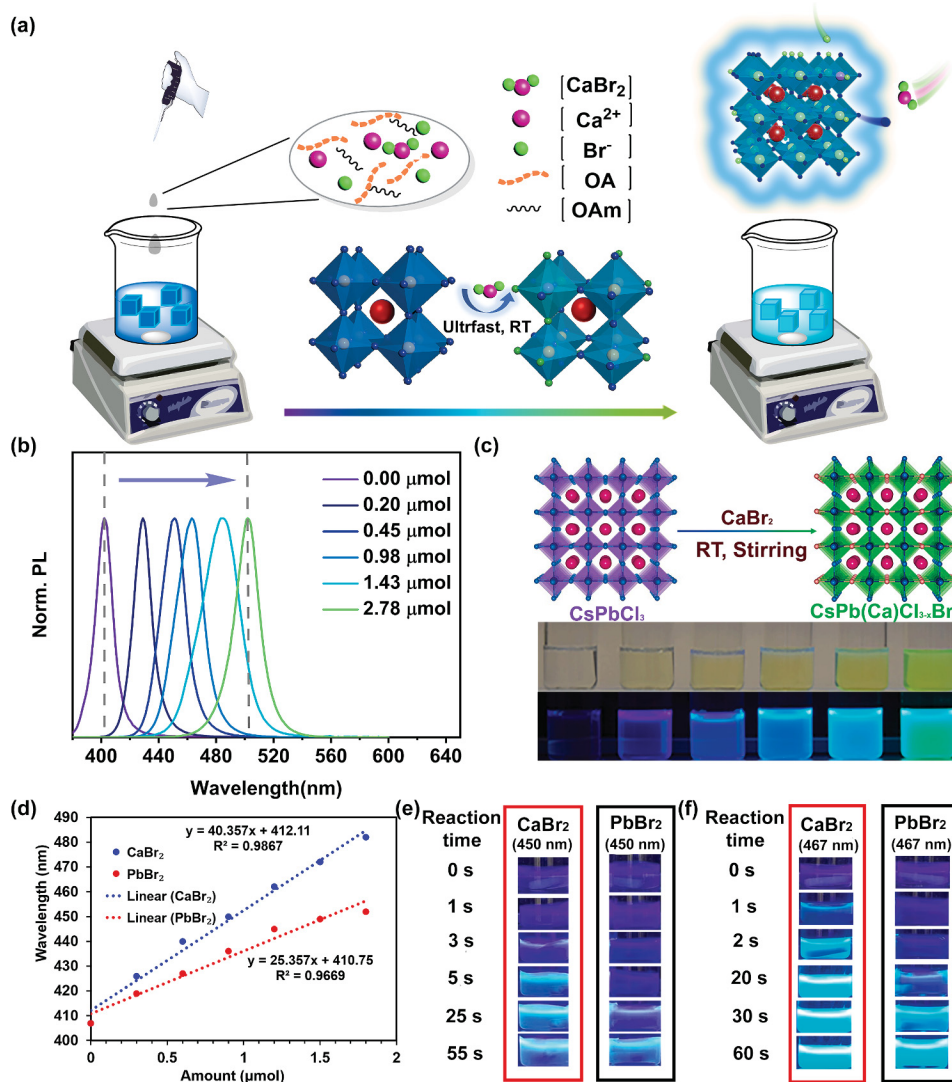 (a)
[CaBr₂]
[Ca²⁺]
[Br⁻]
[OA]
[OAm]
Ultrfast, RT
(b)
Norm. PL
0.00 μmol
0.20 μmol
0.45 μmol
0.98 μmol
1.43 μmol
2.78 μmol
400 440 480 520 560 600 640
Wavelength(nm)
(c)
CaBr₂
RT, Stirring
CsPbCl₃
CsPb(Ca)Cl₃₋ₓBr
(d)
Wavelength (nm)
490
480
470
460
450
440
430
420
410
400
y = 40.357x + 412.11
R² = 0.9867
CaBr₂
PbBr₂
Linear (CaBr₂)
Linear (PbBr₂)
y = 25.357x + 410.75
R² = 0.9669
0 0.5 1 1.5 2
Amount (μmol)
(e)
Reaction time
CaBr₂
(450 nm)
PbBr₂
(450 nm)
0 s
1 s
3 s
5 s
25 s
55 s
(f)
Reaction time
CaBr₂
(467 nm)
PbBr₂
(467 nm)
0 s
1 s
2 s
20 s
30 s
60 s